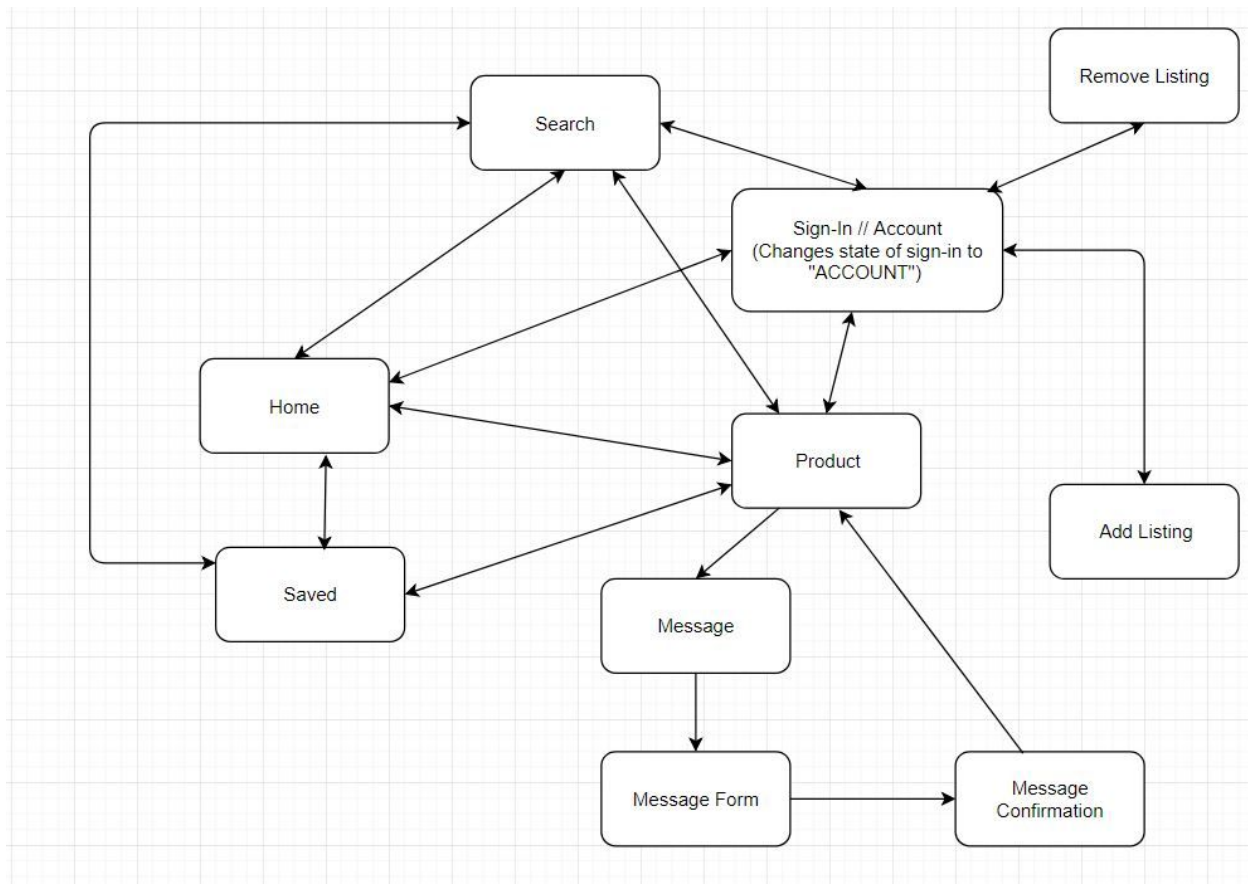 Remove Listing
Search
Sign-In // Account
(Changes state of sign-in to
"ACCOUNT")
Home
Product
Add Listing
Saved
Message
Message Form
Message
Confirmation